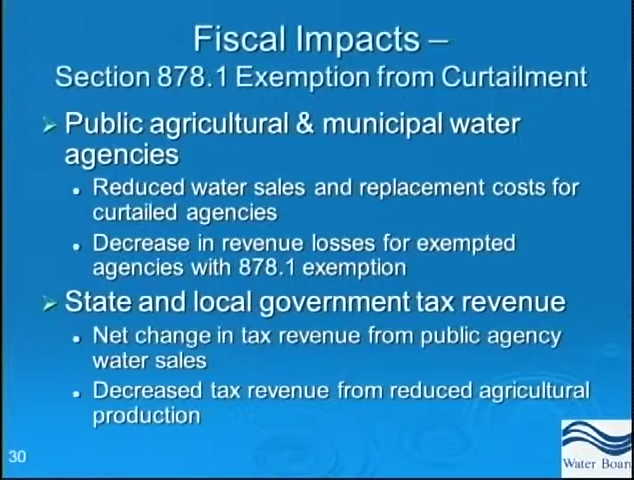 Fiscal Impacts –
Section 878.1 Exemption from Curtailment
Public agricultural & municipal water
agencies
Reduced water sales and replacement costs for
curtailed agencies
Decrease in revenue losses for exempted
agencies with 878.1 exemption
State and local government tax revenue
Net change in tax revenue from public agency
water sales
Decreased tax revenue from reduced agricultural
production
30
Water Boar